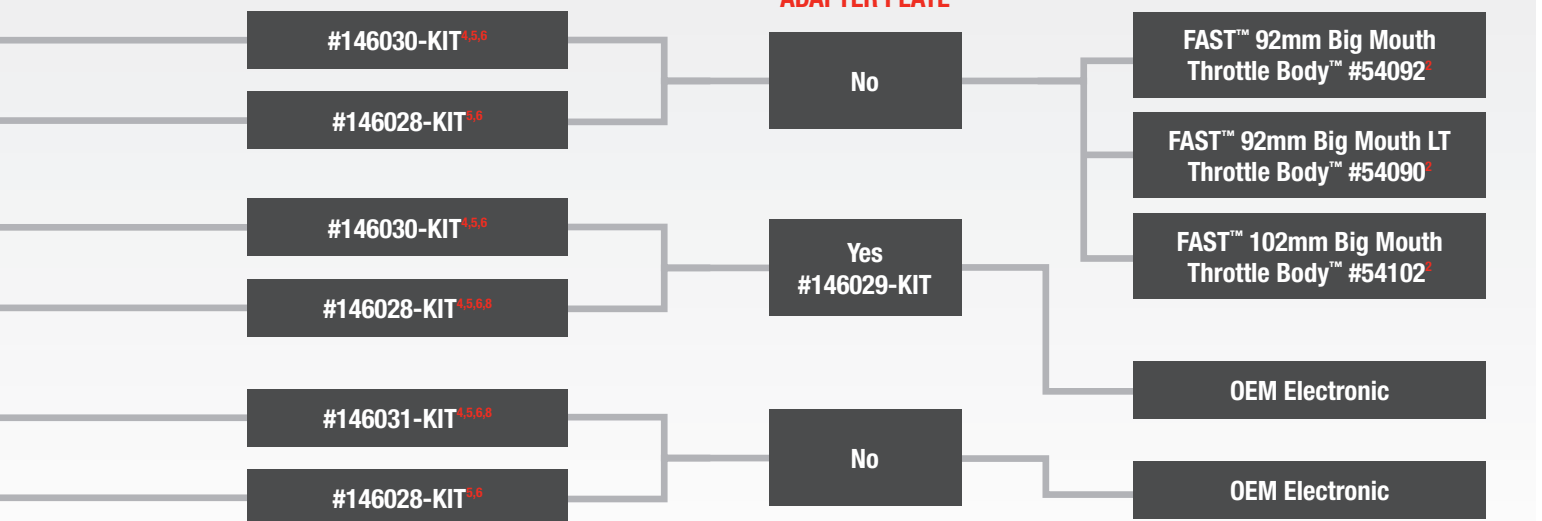 ADAPTER PLATE
#146030-KIT4,5,6
#146028-KIT5,6
No
FAST™ 92mm Big Mouth
Throttle Body™ #540922
FAST™ 92mm Big Mouth LT
Throttle Body™ #540902
FAST™ 102mm Big Mouth
Throttle Body™ #541022
#146030-KIT4,5,6
#146028-KIT4,5,6,8
Yes
#146029-KIT
OEM Electronic
#146031-KIT4,5,6,8
#146028-KIT5,6
No
OEM Electronic